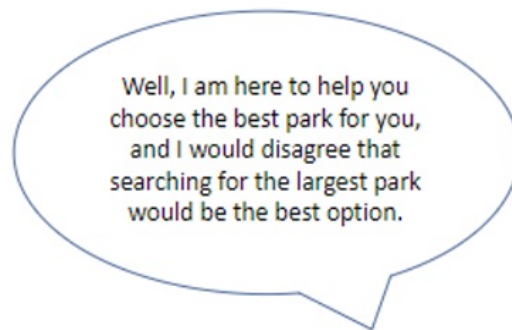 Well, I am here to help you
choose the best park for you,
and I would disagree that
searching for the largest park
would be the best option.